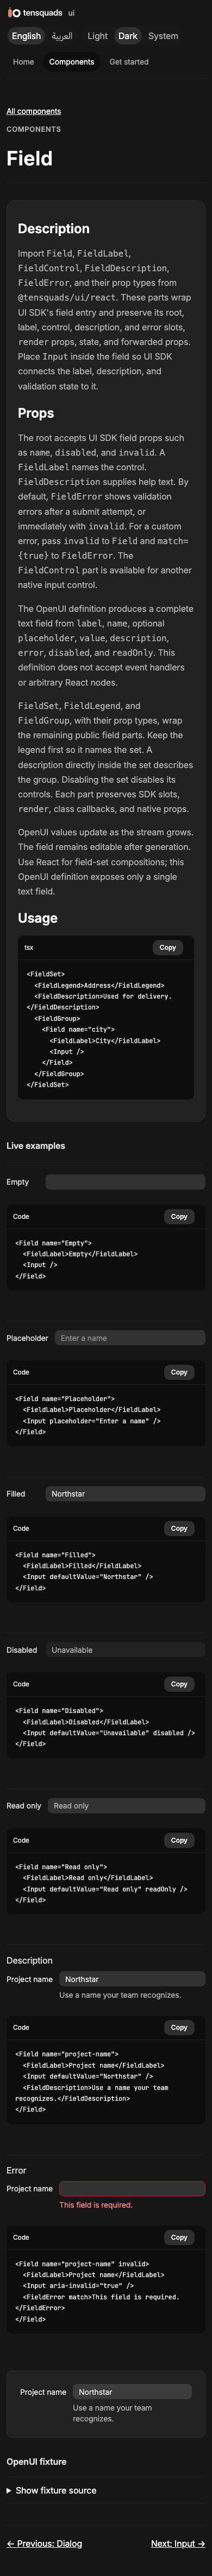 tensquads ui
English العربية Light Dark System
Home Components Get started
All components
COMPONENTS
Field
Description
Import Field, FieldLabel,
FieldControl, FieldDescription,
FieldError, and their prop types from
@tensquads/ui/react. These parts wrap
UI SDK's field entry and preserve its root,
label, control, description, and error slots,
render props, state, and forwarded props.
Place Input inside the field so UI SDK
connects the label, description, and
validation state to it.
Props
The root accepts UI SDK field props such
as name, disabled, and invalid. A
FieldLabel names the control.
FieldDescription supplies help text. By
default, FieldError shows validation
errors after a submit attempt, or
immediately with invalid. For a custom
error, pass invalid to Field and match=
{true} to FieldError. The
FieldControl part is available for another
native input control.
The OpenUI definition produces a complete
text field from label, name, optional
placeholder, value, description,
error, disabled, and readOnly. This
definition does not accept event handlers
or arbitrary React nodes.
FieldSet, FieldLegend, and
FieldGroup, with their prop types, wrap
the remaining public field parts. Keep the
legend first so it names the set. A
description directly inside the set describes
the group. Disabling the set disables its
controls. Each part preserves SDK slots,
render, class callbacks, and native props.
OpenUI values update as the stream grows.
The field remains editable after generation.
Use React for field-set compositions; this
OpenUI definition exposes only a single
text field.
Usage
tsx Copy
<FieldSet>
<FieldLegend>Address</FieldLegend>
<FieldDescription>Used for delivery.
</FieldDescription>
<FieldGroup>
<Field name="city">
<FieldLabel>City</FieldLabel>
<Input />
</Field>
</FieldGroup>
</FieldSet>
Live examples
Empty
Code Copy
<Field name="Empty">
<FieldLabel>Empty</FieldLabel>
<Input />
</Field>
Placeholder Enter a name
Code Copy
<Field name="Placeholder">
<FieldLabel>Placeholder</FieldLabel>
<Input placeholder="Enter a name" />
</Field>
Filled Northstar
Code Copy
<Field name="Filled">
<FieldLabel>Filled</FieldLabel>
<Input defaultValue="Northstar" />
</Field>
Disabled Unavailable
Code Copy
<Field name="Disabled">
<FieldLabel>Disabled</FieldLabel>
<Input defaultValue="Unavailable" disabled />
</Field>
Read only Read only
Code Copy
<Field name="Read only">
<FieldLabel>Read only</FieldLabel>
<Input defaultValue="Read only" readOnly />
</Field>
Description
Project name Northstar
Use a name your team recognizes.
Code Copy
<Field name="project-name">
<FieldLabel>Project name</FieldLabel>
<Input defaultValue="Northstar" />
<FieldDescription>Use a name your team
recognizes.</FieldDescription>
</Field>
Error
Project name
This field is required.
Code Copy
<Field name="project-name" invalid>
<FieldLabel>Project name</FieldLabel>
<Input aria-invalid="true" />
<FieldError match>This field is required.
</FieldError>
</Field>
Project name Northstar
Use a name your team
recognizes.
OpenUI fixture
Show fixture source
← Previous: Dialog Next: Input →